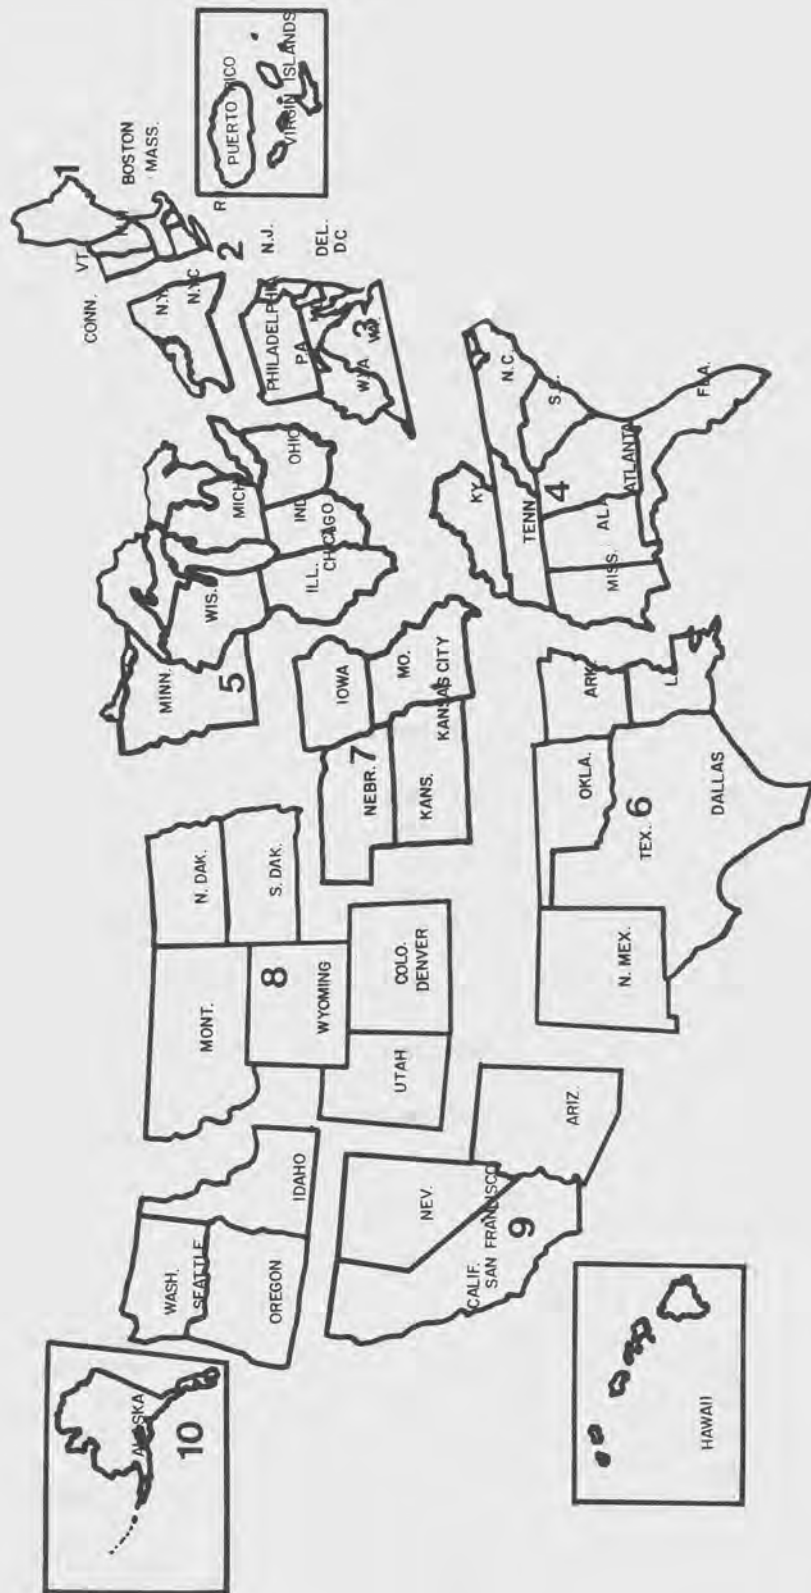 ALASKA
10
WASH.
SEATTLE
OREGON
IDAHO
MONT.
N. DAK.
S. DAK.
8
WYOMING
UTAH
COLO.
DENVER
NEV.
CALIF.
SAN FRANCISCO
9
ARIZ.
HAWAII
MINN.
5
WIS.
MICH
ILL.
IND
CHICAGO
OHIO
IOWA
NEBR.
7
MO.
KANS.
KANSAS CITY
N. MEX.
OKLA.
TEX.
6
DALLAS
ARK.
LA
KY
TENN.
N.C.
S.C.
4
MISS.
ALA.
ATLANTA
FLA.
CONN.
VT.
N.H
1
BOSTON
MASS.
R.
2
N.Y.
N.Y.C
N.J.
DEL.
D.C
PHILADELPHIA
PA.
3
W.VA
VA.
PUERTO RICO
VIRGIN ISLANDS